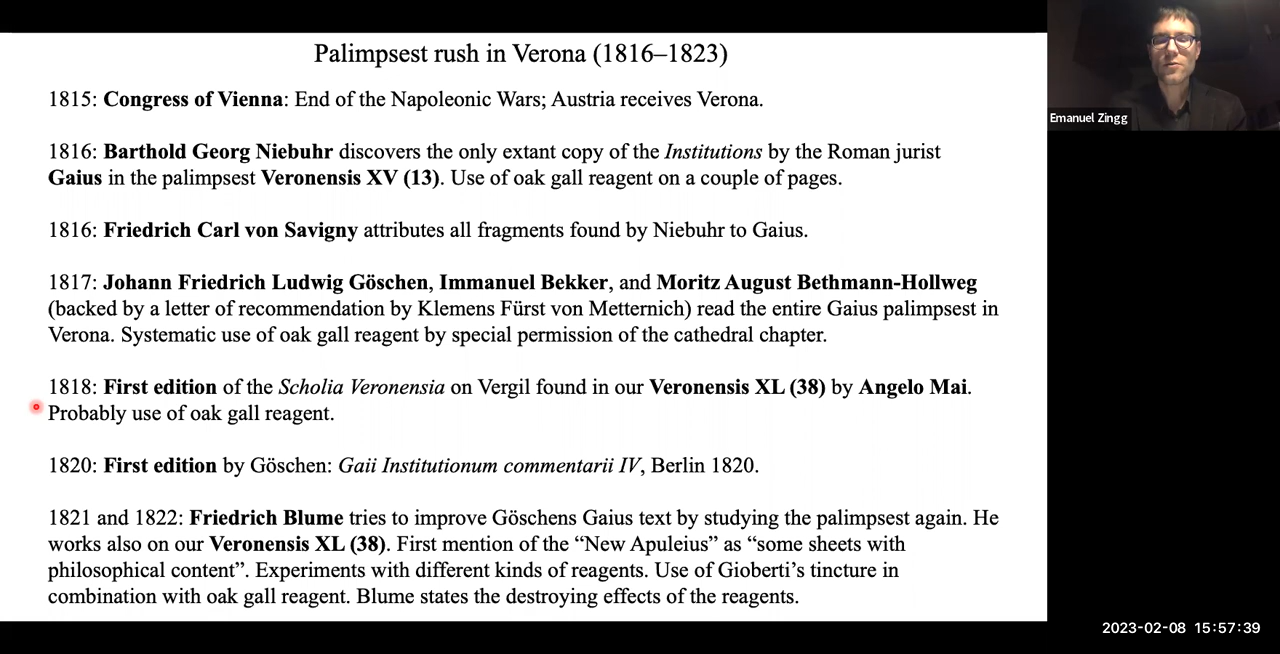 Palimpsest rush in Verona (1816–1823)
1815: Congress of Vienna: End of the Napoleonic Wars; Austria receives Verona.
1816: Barthold Georg Niebuhr discovers the only extant copy of the Institutions by the Roman jurist
Gaius in the palimpsest Veronensis XV (13). Use of oak gall reagent on a couple of pages.
1816: Friedrich Carl von Savigny attributes all fragments found by Niebuhr to Gaius.
1817: Johann Friedrich Ludwig Göschen, Immanuel Bekker, and Moritz August Bethmann-Hollweg
(backed by a letter of recommendation by Klemens Fürst von Metternich) read the entire Gaius palimpsest in
Verona. Systematic use of oak gall reagent by special permission of the cathedral chapter.
1818: First edition of the Scholia Veronensia on Vergil found in our Veronensis XL (38) by Angelo Mai.
Probably use of oak gall reagent.
1820: First edition by Göschen: Gaii Institutionum commentarii IV, Berlin 1820.
1821 and 1822: Friedrich Blume tries to improve Göschens Gaius text by studying the palimpsest again. He
works also on our Veronensis XL (38). First mention of the “New Apuleius” as “some sheets with
philosophical content”. Experiments with different kinds of reagents. Use of Gioberti’s tincture in
combination with oak gall reagent. Blume states the destroying effects of the reagents.
Emanuel Zingg
2023-02-08 15:57:39